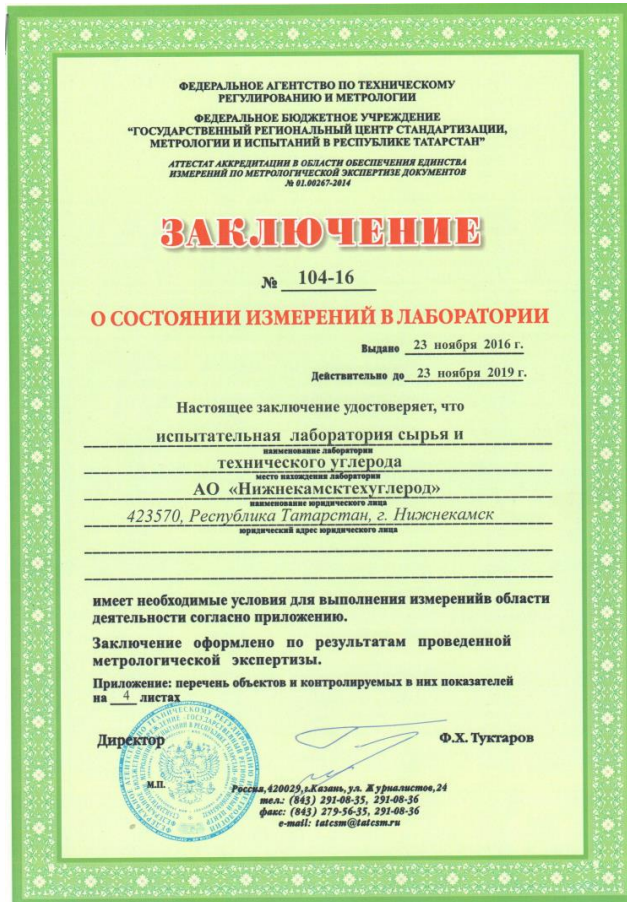 ФЕДЕРАЛЬНОЕ АГЕНТСТВО ПО ТЕХНИЧЕСКОМУ
РЕГУЛИРОВАНИЮ И МЕТРОЛОГИИ
ФЕДЕРАЛЬНОЕ БЮДЖЕТНОЕ УЧРЕЖДЕНИЕ
"ГОСУДАРСТВЕННЫЙ РЕГИОНАЛЬНЫЙ ЦЕНТР СТАНДАРТИЗАЦИИ,
МЕТРОЛОГИИ И ИСПЫТАНИЙ В РЕСПУБЛИКЕ ТАТАРСТАН"
АТТЕСТАТ АККРЕДИТАЦИИ В ОБЛАСТИ ОБЕСПЕЧЕНИЯ ЕДИНСТВА
ИЗМЕРЕНИЙ ПО МЕТРОЛОГИЧЕСКОЙ ЭКСПЕРТИЗЕ ДОКУМЕНТОВ
№ 01.00267-2014
ЗАКЛЮЧЕНИЕ
№ 104-16
О СОСТОЯНИИ ИЗМЕРЕНИЙ В ЛАБОРАТОРИИ
Выдано 23 ноября 2016 г.
Действительно до 23 ноября 2019 г.
Настоящее заключение удостоверяет, что
испытательная лаборатория сырья и
наименование лаборатории
технического углерода
место нахождения лаборатории
АО «Нижнекамсктехуглерод»
наименование юридического лица
423570, Республика Татарстан, г. Нижнекамск
юридический адрес юридического лица
имеет необходимые условия для выполнения измеренийв области
деятельности согласно приложению.
Заключение оформлено по результатам проведенной
метрологической экспертизы.
Приложение: перечень объектов и контролируемых в них показателей
на 4 листах
Директор Ф.Х. Туктаров
М.П.
Россия,420029,г.Казань, ул. Журналистов,24
тел.: (843) 291-08-35, 291-08-36
факс: (843) 279-56-35, 291-08-36
e-mail: tatcsm@tatcsm.ru